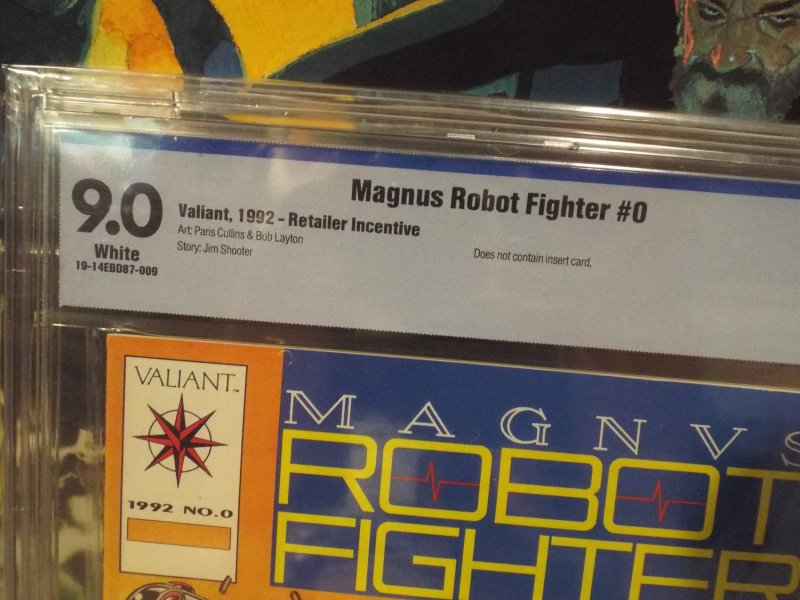 Magnus Robot Fighter #0
9.0
White
19-14EBD87-009
Valiant, 1992 - Retailer Incentive
Art: Paris Cullins & Bob Layton
Story: Jim Shooter
Does not contain insert card.
VALIANT™
1992 NO.0
MAGNVS
ROBOT
FIGHTER